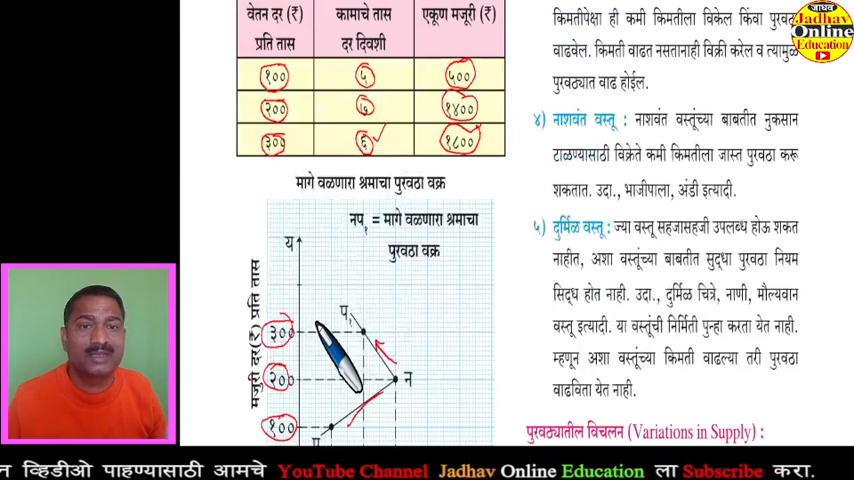 वेतन दर (₹) प्रति तास
कामाचे तास दर दिवशी
एकूण मजूरी (₹)
१०० ५ ५००
२०० ७ १४००
३०० ६ १८००
मागे वळणारा श्रमाचा पुरवठा वक्र
नप१ = मागे वळणारा श्रमाचा
पुरवठा वक्र
य
मजूरी दर (₹) प्रति तास
प१
३००
२००
न
१००
प
किमतीपेक्षा ही कमी किमतीला विकेल किंवा पुरव
वाढवेल. किमती वाढत नसतानाही विक्री करेल व त्यामुळे
पुरवठ्यात वाढ होईल.
४) नाशवंत वस्तू : नाशवंत वस्तूंच्या बाबतीत नुकसान
टाळण्यासाठी विक्रेते कमी किमतीला जास्त पुरवठा करू
शकतात. उदा., भाजीपाला, अंडी इत्यादी.
५) दुर्मिळ वस्तू : ज्या वस्तू सहजासहजी उपलब्ध होऊ शकत
नाहीत, अशा वस्तूंच्या बाबतीत सुद्धा पुरवठा नियम
सिद्ध होत नाही. उदा., दुर्मिळ चित्रे, नाणी, मौल्यवान
वस्तू इत्यादी. या वस्तूंची निर्मिती पुन्हा करता येत नाही.
म्हणून अशा वस्तूंच्या किमती वाढल्या तरी पुरवठा
वाढविता येत नाही.
पुरवठ्यातील विचलन (Variations in Supply) :
जाधव
Jadhav
Online
Education
न व्हिडीओ पाहण्यासाठी आमचे YouTube Channel Jadhav Online Education ला Subscribe करा.